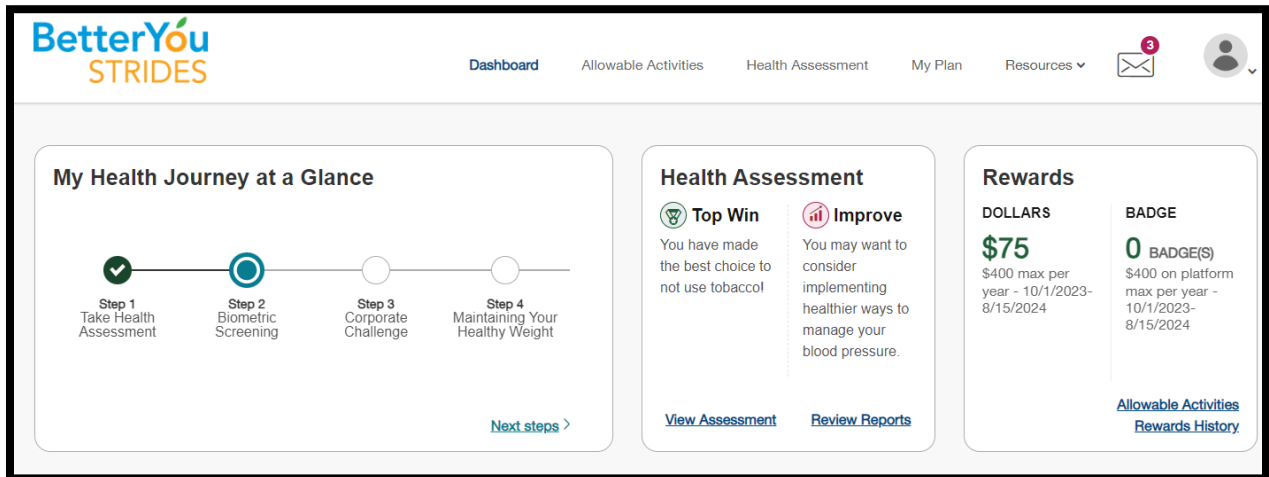 BetterYou
STRIDES
Dashboard
Allowable Activities
Health Assessment
My Plan
Resources
3
My Health Journey at a Glance
Step 1
Take Health
Assessment
Step 2
Biometric
Screening
Step 3
Corporate
Challenge
Step 4
Maintaining Your
Healthy Weight
Next steps
Health Assessment
Top Win
You have made
the best choice to
not use tobacco!
Improve
You may want to
consider
implementing
healthier ways to
manage your
blood pressure.
View Assessment
Review Reports
Rewards
DOLLARS
$75
$400 max per
year - 10/1/2023-
8/15/2024
BADGE
0 BADGE(S)
$400 on platform
max per year -
10/1/2023-
8/15/2024
Allowable Activities
Rewards History